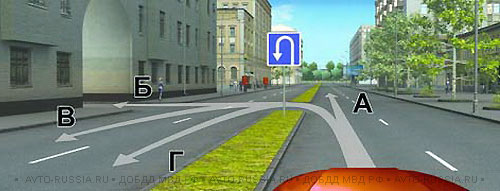 Б
В
А
Г
• AVTO-RUSSIA.RU • ДОБДД МВД РФ • AVTO-RUSSIA.RU • ДОБДД МВД РФ • AVTO-RUSSIA.RU •